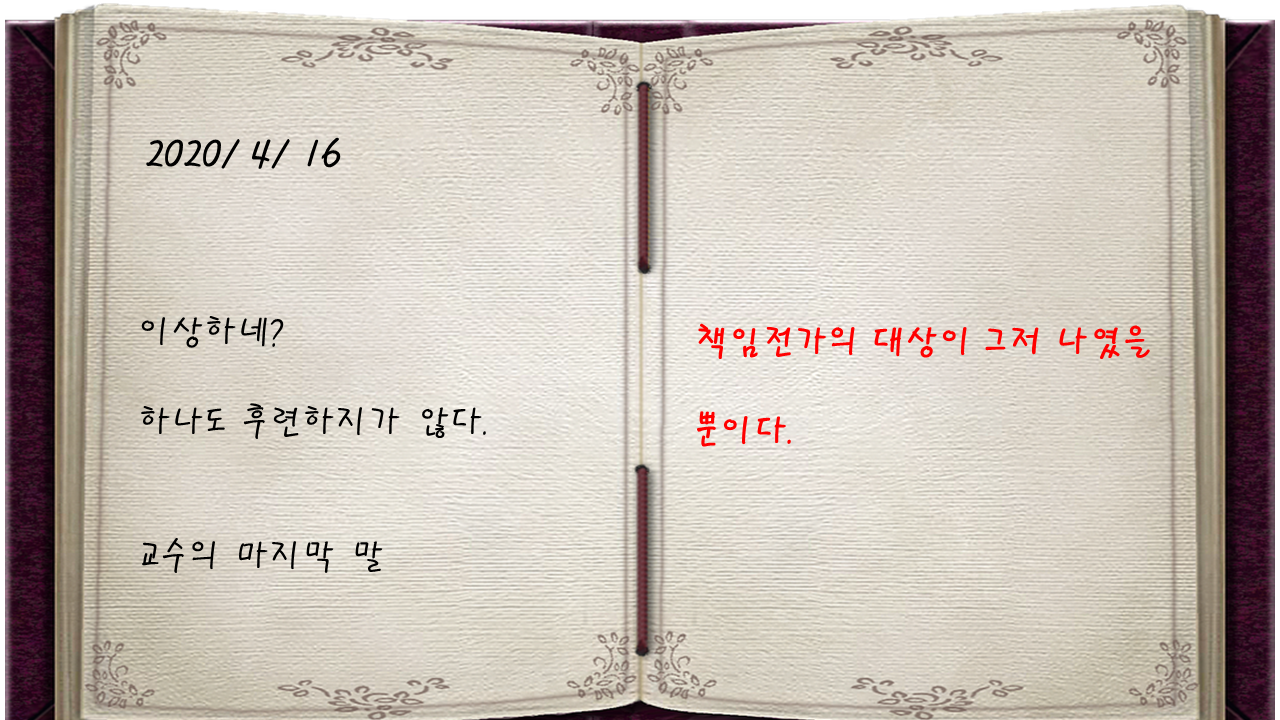 2020/ 4/ 16
이상하네?
하나도 후련하지가 않다.
교수의 마지막 말
책임전가의 대상이 그저 나였을
뿐이다.